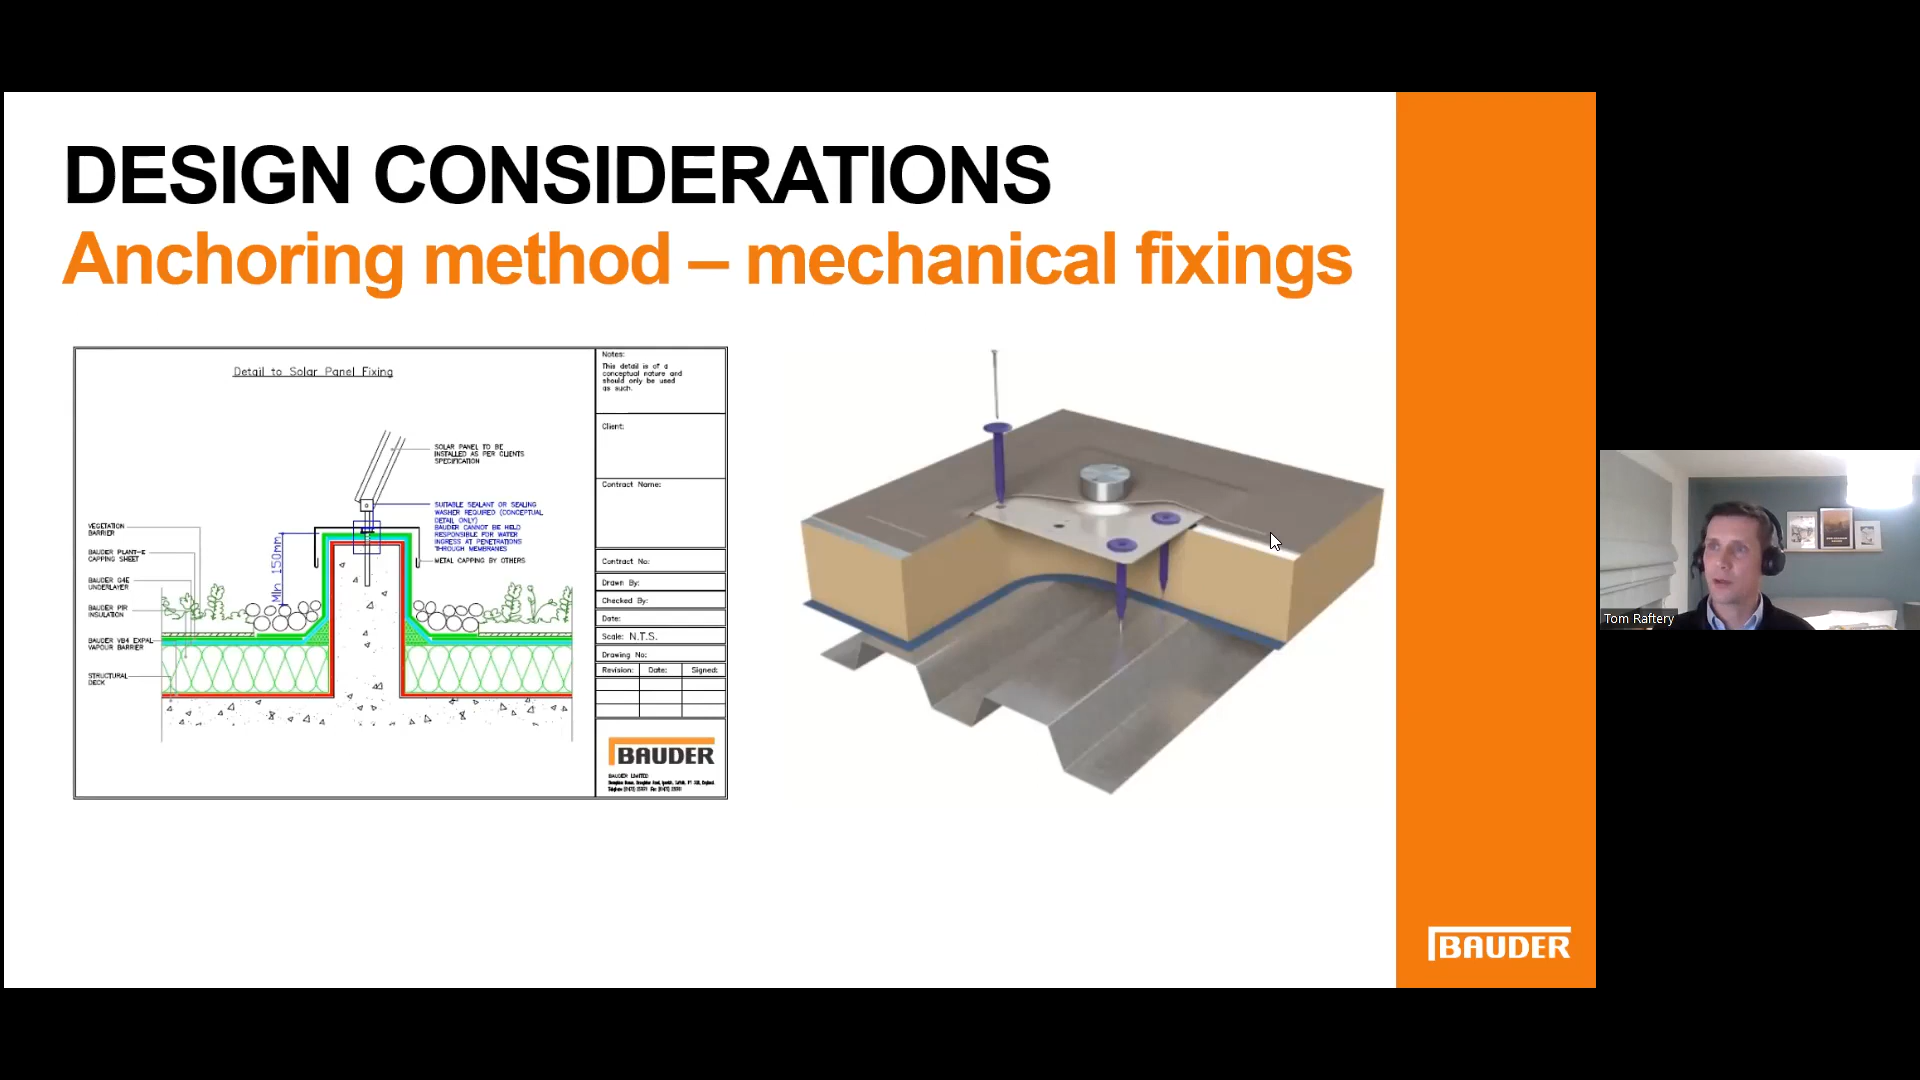 DESIGN CONSIDERATIONS
Anchoring method – mechanical fixings
Detail to Solar Panel Fixing
SOLAR PANEL TO BE
INSTALLED AS PER CLIENTS
SPECIFICATION
SUITABLE SEALANT OR SEALING
WASHER REQUIRED (CONCEPTUAL
DETAIL ONLY)
BAUDER CANNOT BE HELD
RESPONSIBLE FOR WATER
INGRESS AT PENETRATIONS
THROUGH MEMBRANES
METAL CAPPING BY OTHERS
VEGETATION
BARRIER
BAUDER PLANT-E
CAPPING SHEET
BAUDER G4E
UNDERLAYER
BAUDER PIR
INSULATION
BAUDER VB4 EXPAL
VAPOUR BARRIER
STRUCTURAL
DECK
Min 150mm
Notes:
This detail is of a
conceptual nature and
should only be used
as such.
Client:
Contract Name:
Contract No:
Drawn By:
Checked By:
Date:
Scale: N.T.S.
Drawing No:
Revision: Date: Signed:
BAUDER
BAUDER LIMITED
BAUDER
Tom Raftery